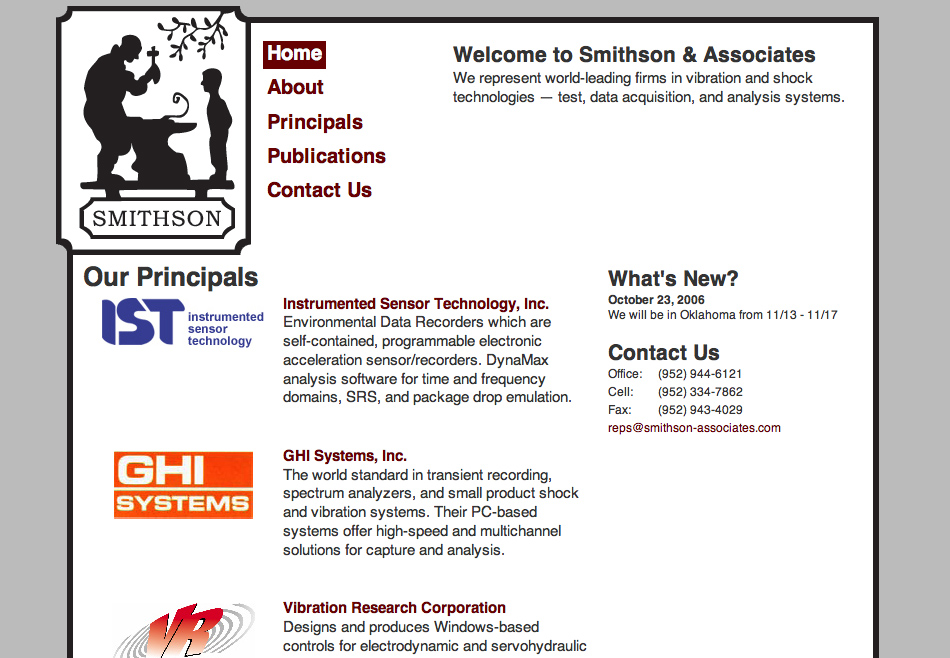 SMITHSON
Home
About
Principals
Publications
Contact Us
Welcome to Smithson & Associates
We represent world-leading firms in vibration and shock
technologies — test, data acquisition, and analysis systems.
Our Principals
IST instrumented
sensor
technology
Instrumented Sensor Technology, Inc.
Environmental Data Recorders which are
self-contained, programmable electronic
acceleration sensor/recorders. DynaMax
analysis software for time and frequency
domains, SRS, and package drop emulation.
GHI
SYSTEMS
GHI Systems, Inc.
The world standard in transient recording,
spectrum analyzers, and small product shock
and vibration systems. Their PC-based
systems offer high-speed and multichannel
solutions for capture and analysis.
VR
Vibration Research Corporation
Designs and produces Windows-based
controls for electrodynamic and servohydraulic
What's New?
October 23, 2006
We will be in Oklahoma from 11/13 - 11/17
Contact Us
Office: (952) 944-6121
Cell: (952) 334-7862
Fax: (952) 943-4029
reps@smithson-associates.com